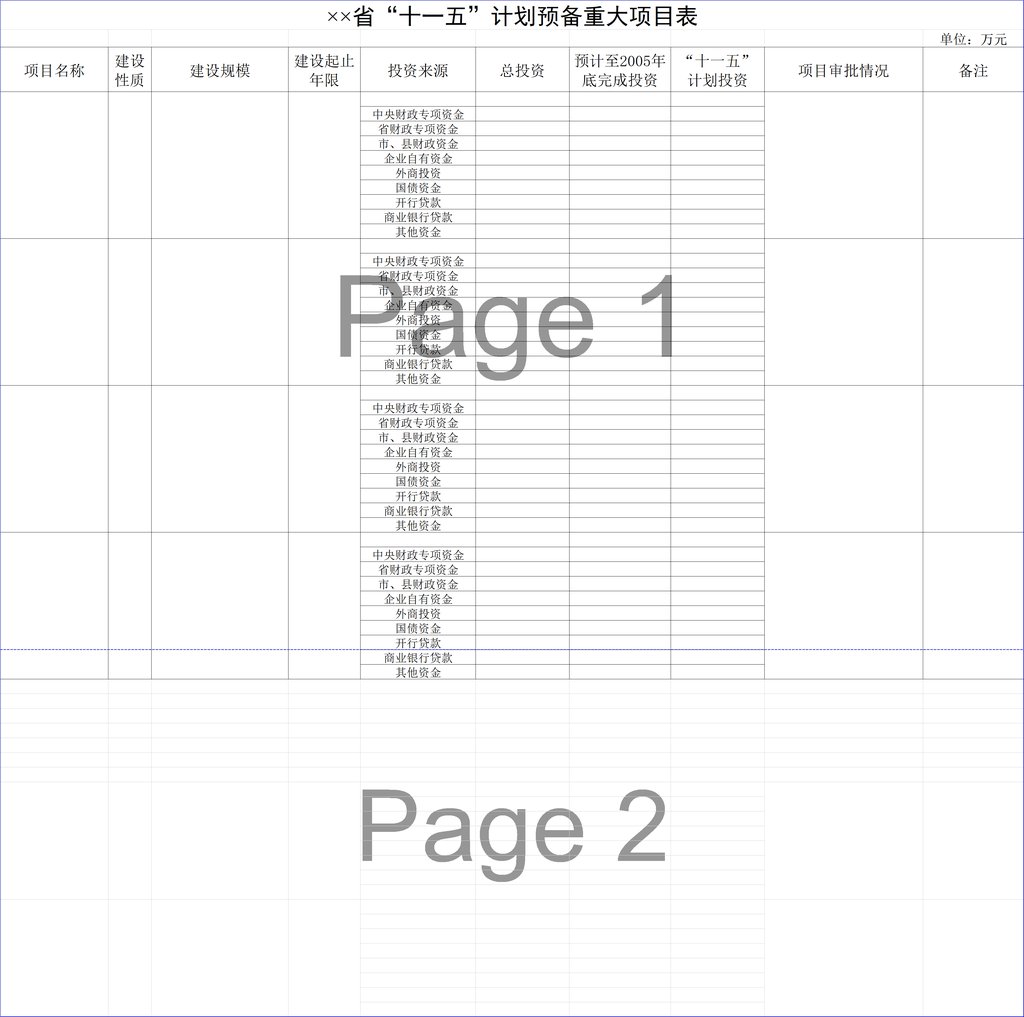 ××省“十一五”计划预备重大项目表
单位：万元
项目名称 建设性质 建设规模 建设起止年限 投资来源 总投资 预计至2005年底完成投资 “十一五”计划投资 项目审批情况 备注
中央财政专项资金
省财政专项资金
市、县财政资金
企业自有资金
外商投资
国债资金
开行贷款
商业银行贷款
其他资金
中央财政专项资金
省财政专项资金
市、县财政资金
企业自有资金
外商投资
国债资金
开行贷款
商业银行贷款
其他资金
Page 1
中央财政专项资金
省财政专项资金
市、县财政资金
企业自有资金
外商投资
国债资金
开行贷款
商业银行贷款
其他资金
中央财政专项资金
省财政专项资金
市、县财政资金
企业自有资金
外商投资
国债资金
开行贷款
商业银行贷款
其他资金
Page 2